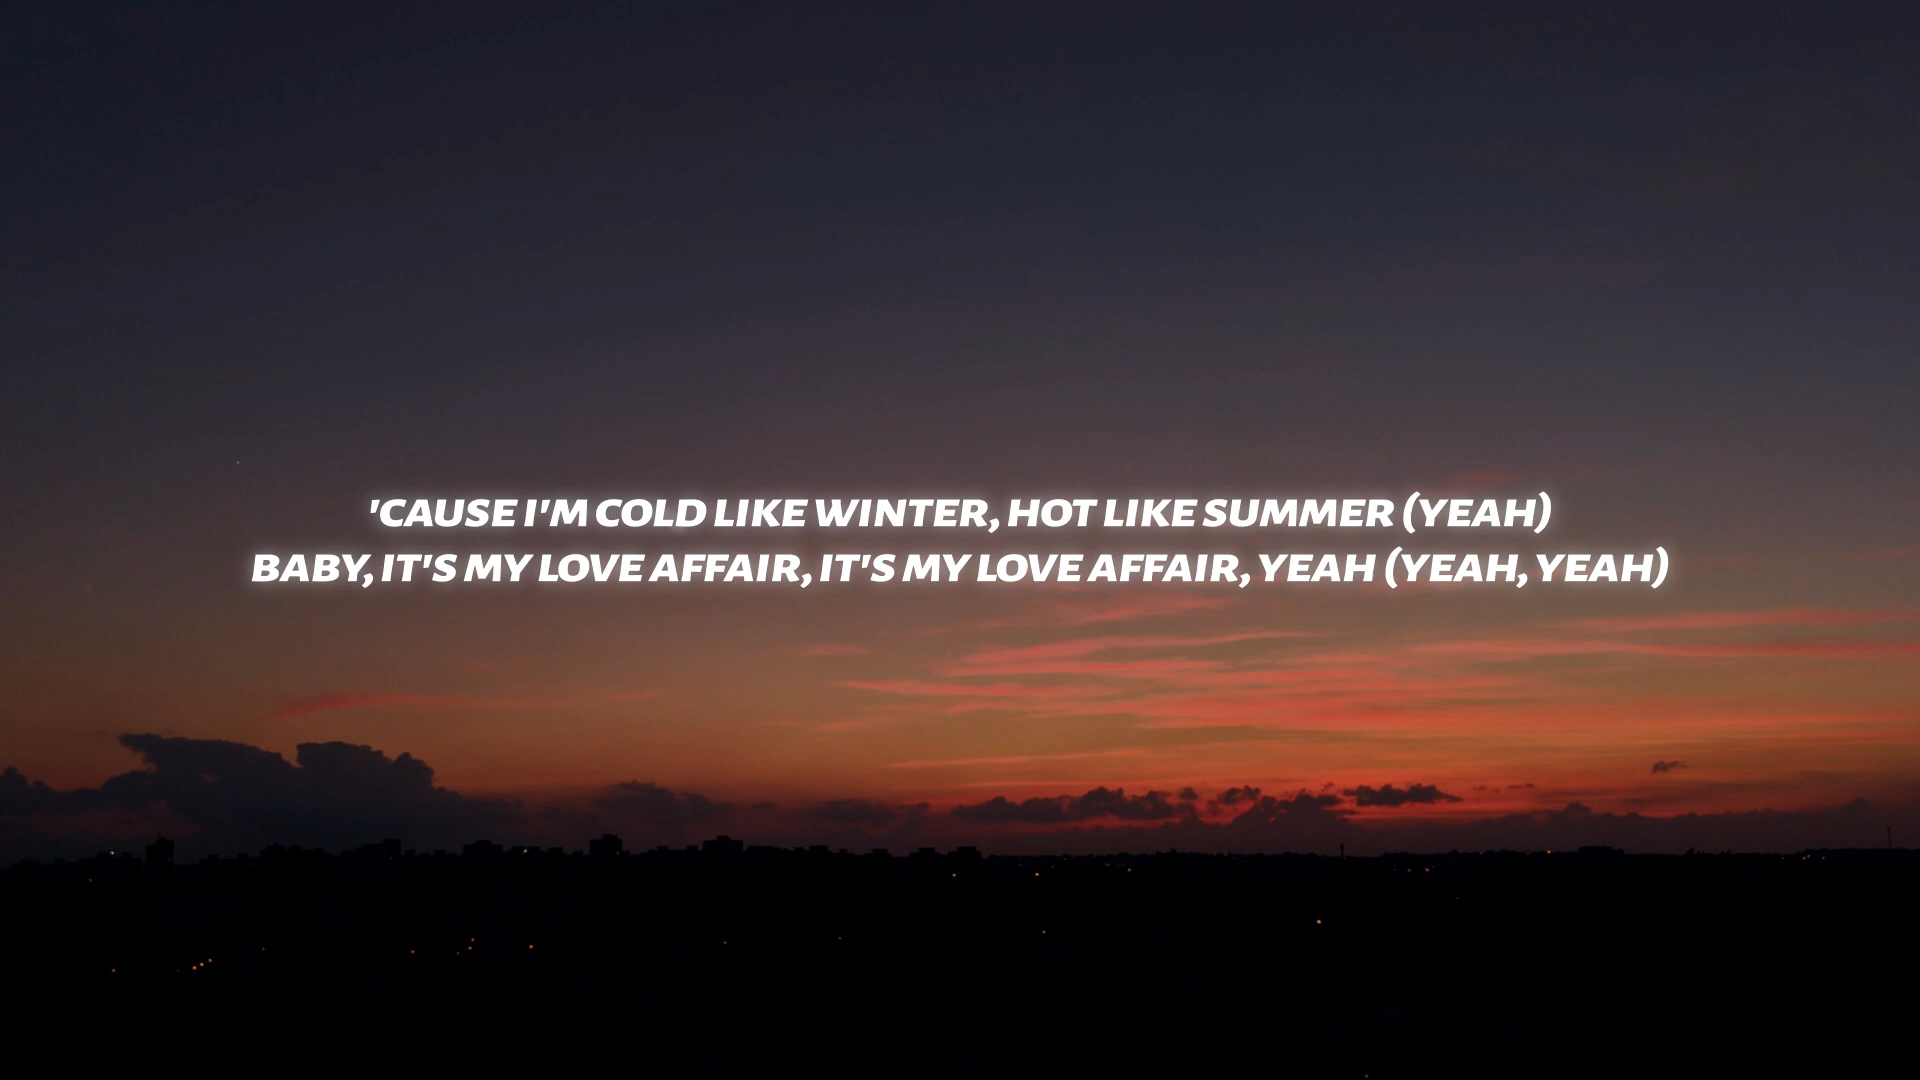 'CAUSE I'M COLD LIKE WINTER, HOT LIKE SUMMER (YEAH)
BABY, IT'S MY LOVE AFFAIR, IT'S MY LOVE AFFAIR, YEAH (YEAH, YEAH)